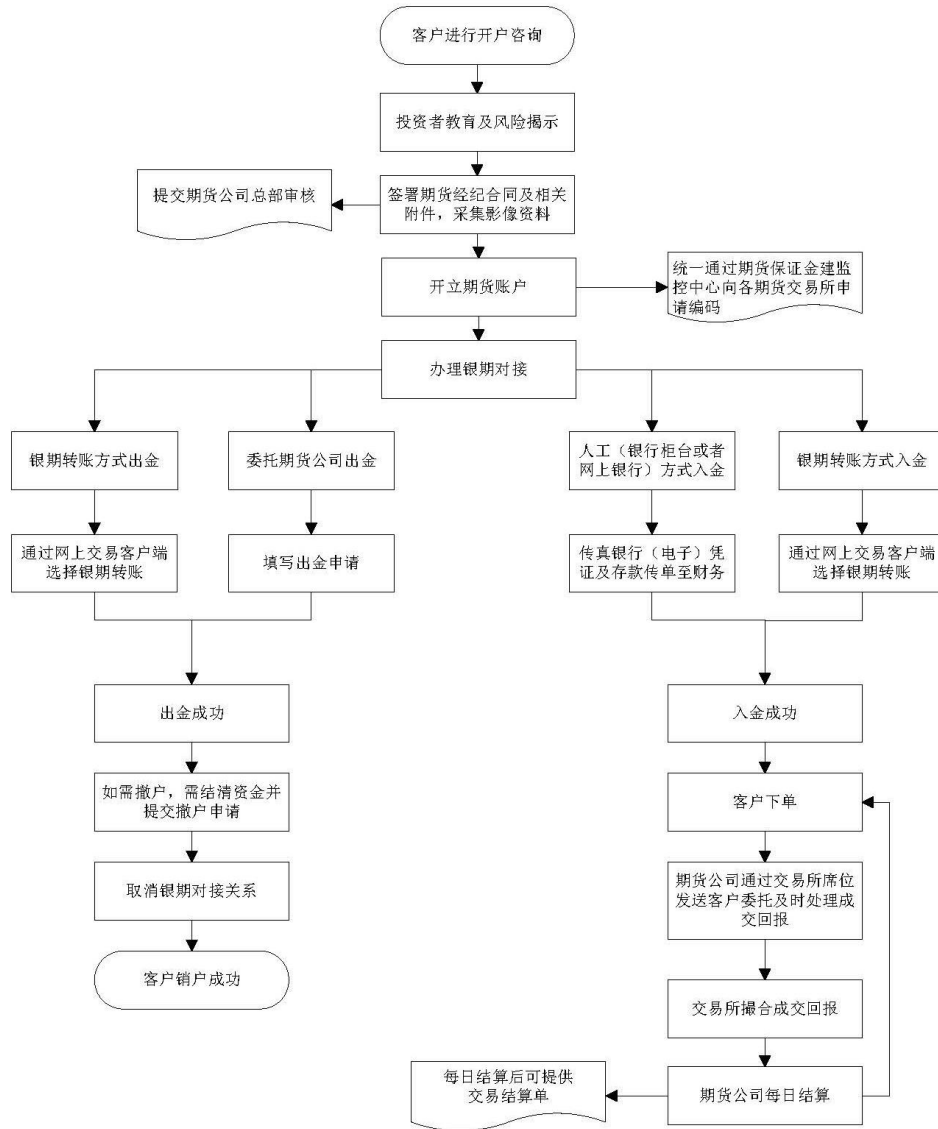 客户进行开户咨询
投资者教育及风险揭示
提交期货公司总部审核
签署期货经纪合同及相关
附件，采集影像资料
开立期货账户
统一通过期货保证金建监
控中心向各期货交易所申
请编码
办理银期对接
银期转账方式出金
委托期货公司出金
人工（银行柜台或者
网上银行）方式入金
银期转账方式入金
通过网上交易客户端
选择银期转账
填写出金申请
传真银行（电子）凭
证及存款传单至财务
通过网上交易客户端
选择银期转账
出金成功
入金成功
如需撤户，需结清资金并
提交撤户申请
客户下单
取消银期对接关系
期货公司通过交易所席位
发送客户委托及时处理成
交回报
客户销户成功
交易所撮合成交回报
每日结算后可提供
交易结算单
期货公司每日结算